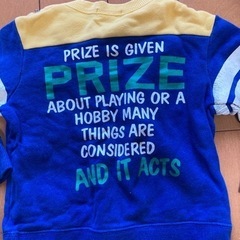 PRIZE IS GIVEN
PRIZE
ABOUT PLAYING OR A
HOBBY MANY
THINGS ARE
CONSIDERED
AND IT ACTS